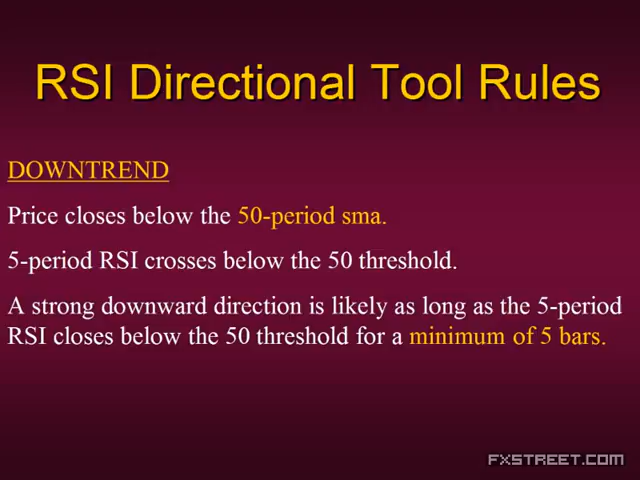 RSI Directional Tool Rules
DOWNTREND
Price closes below the 50-period sma.
5-period RSI crosses below the 50 threshold.
A strong downward direction is likely as long as the 5-period
RSI closes below the 50 threshold for a minimum of 5 bars.
FXSTREET.COM